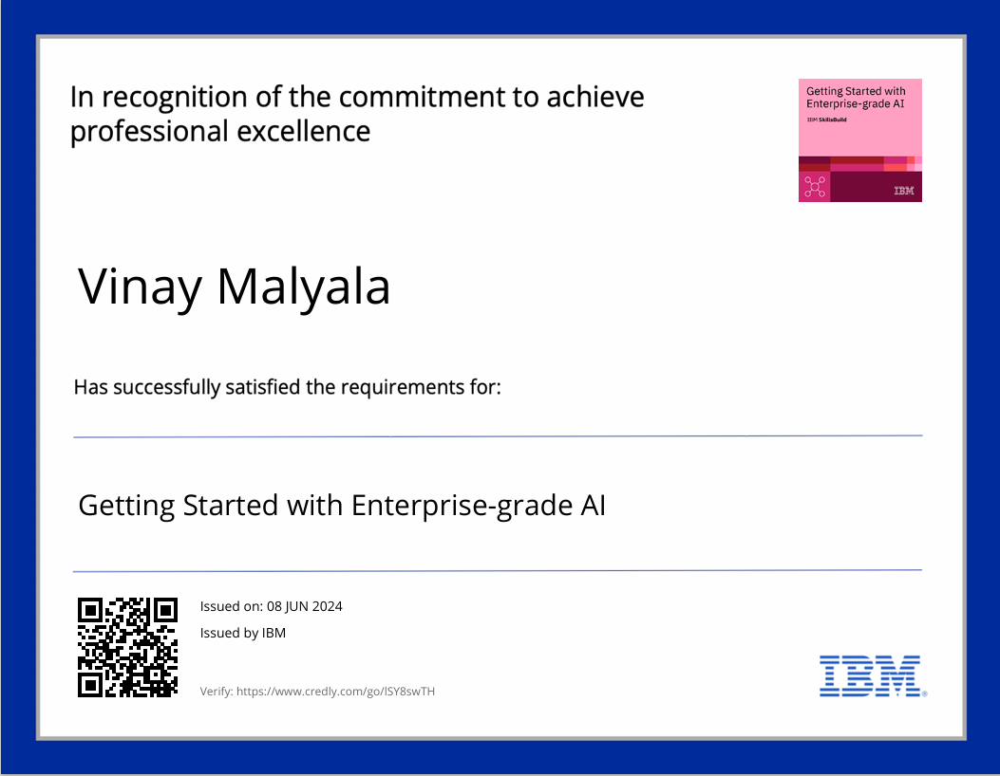 In recognition of the commitment to achieve
professional excellence
Getting Started with
Enterprise-grade AI
IBM SkillsBuild
IBM
Vinay Malyala
Has successfully satisfied the requirements for:
Getting Started with Enterprise-grade AI
Issued on: 08 JUN 2024
Issued by IBM
Verify: https://www.credly.com/go/lSY8swTH
IBM®